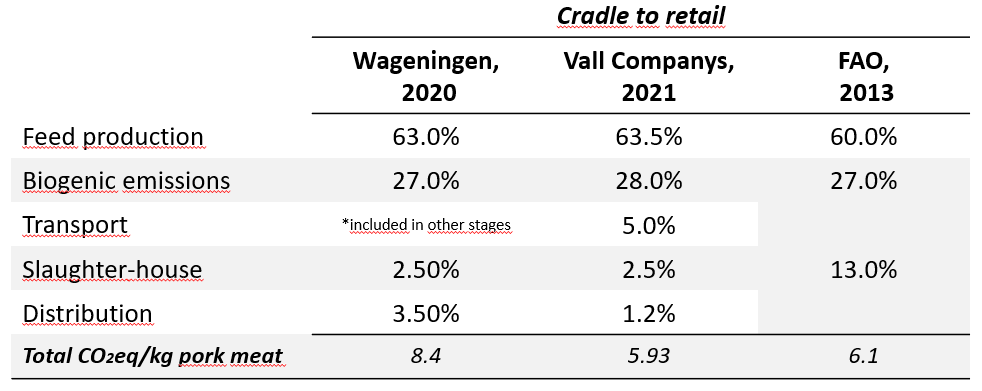 Cradle to retail
Wageningen, Vall Companys, FAO,
2020 2021 2013
Feed production 63.0% 63.5% 60.0%
Biogenic emissions 27.0% 28.0% 27.0%
Transport *included in other stages 5.0%
Slaughter-house 2.50% 2.5% 13.0%
Distribution 3.50% 1.2%
Total CO2eq/kg pork meat 8.4 5.93 6.1